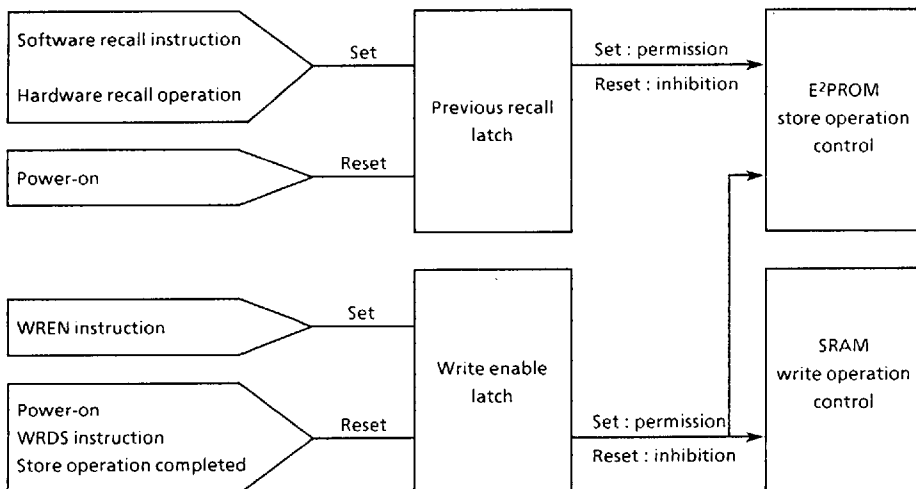 Software recall instruction
Hardware recall operation
Set
Power-on
Reset
Previous recall
latch
Set : permission
Reset : inhibition
E²PROM
store operation
control
WREN instruction
Set
Power-on
WRDS instruction
Store operation completed
Reset
Write enable
latch
Set : permission
Reset : inhibition
SRAM
write operation
control